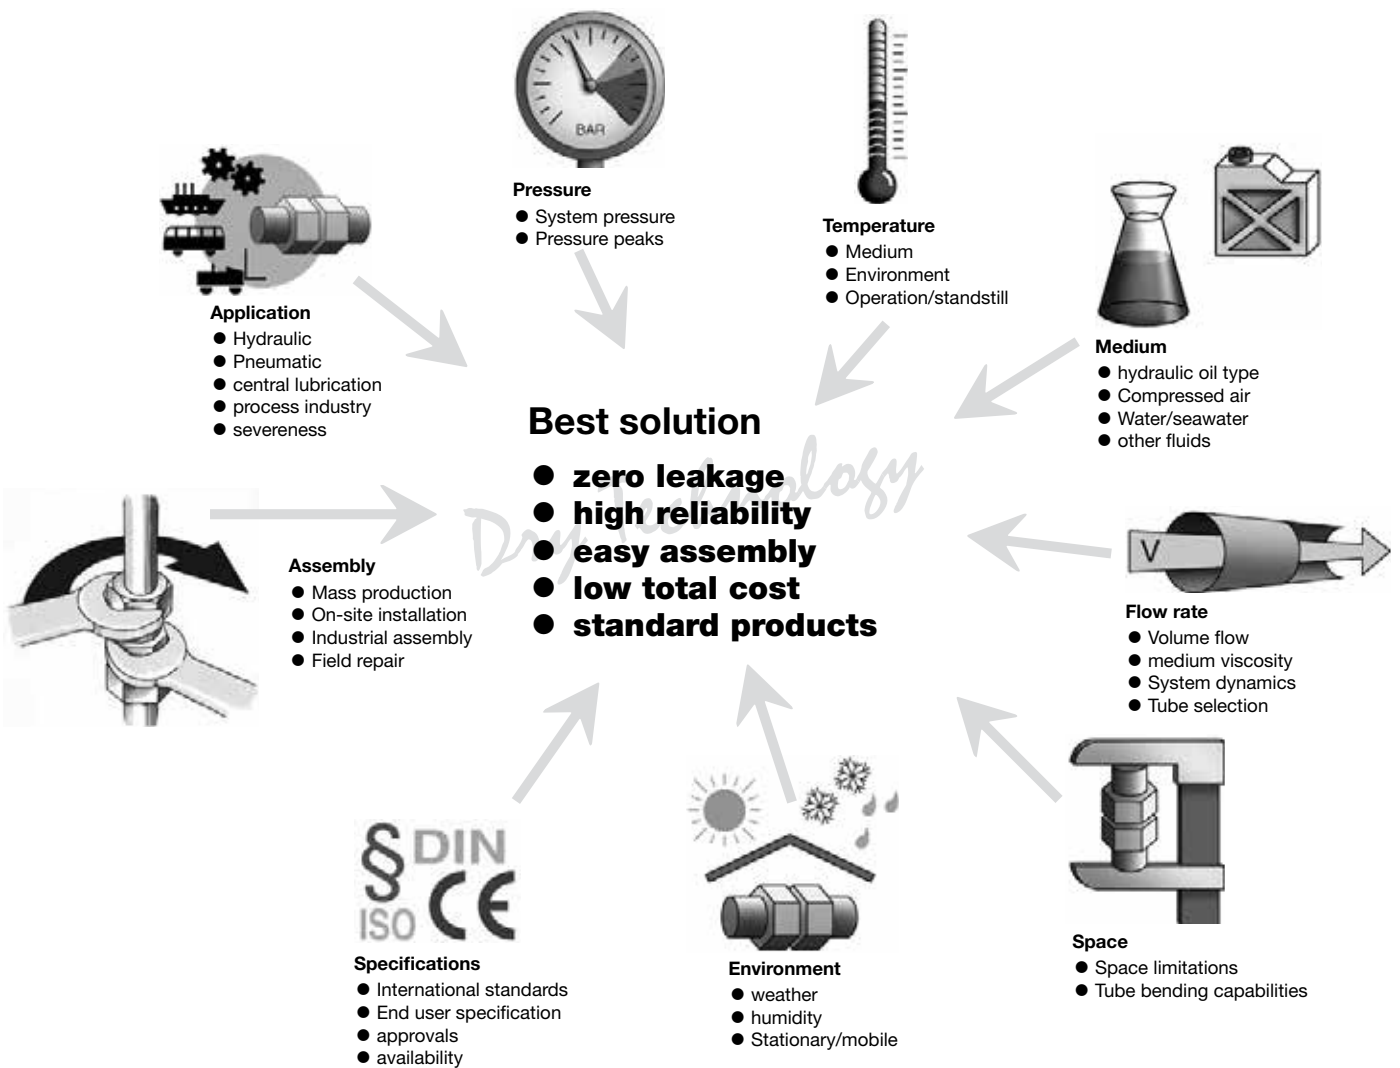 BAR
Pressure
● System pressure
● Pressure peaks
Temperature
● Medium
● Environment
● Operation/standstill
Application
● Hydraulic
● Pneumatic
● central lubrication
● process industry
● severeness
Medium
● hydraulic oil type
● Compressed air
● Water/seawater
● other fluids
Best solution
Dry Technology
● zero leakage
● high reliability
● easy assembly
● low total cost
● standard products
Assembly
● Mass production
● On-site installation
● Industrial assembly
● Field repair
V
Flow rate
● Volume flow
● medium viscosity
● System dynamics
● Tube selection
§ DIN
ISO CE
Specifications
● International standards
● End user specification
● approvals
● availability
Environment
● weather
● humidity
● Stationary/mobile
Space
● Space limitations
● Tube bending capabilities